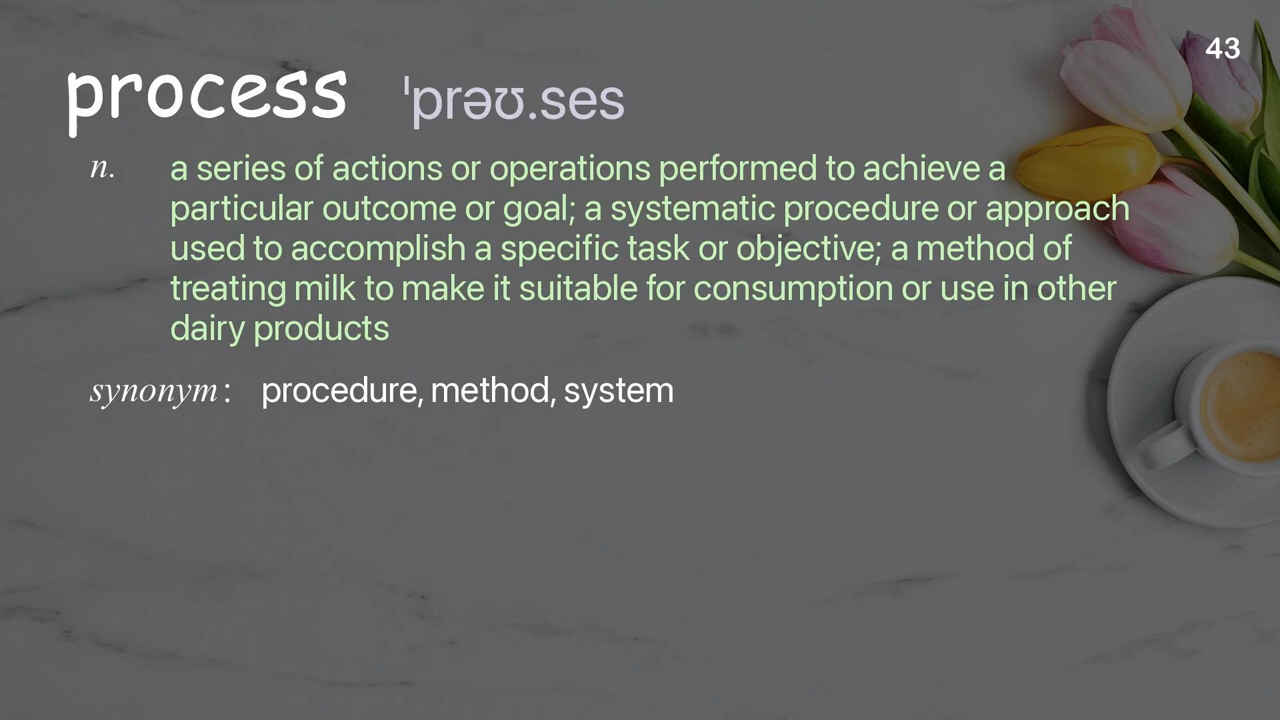 43
process ˈprəʊ.ses
n. a series of actions or operations performed to achieve a
particular outcome or goal; a systematic procedure or approach
used to accomplish a specific task or objective; a method of
treating milk to make it suitable for consumption or use in other
dairy products
synonym: procedure, method, system